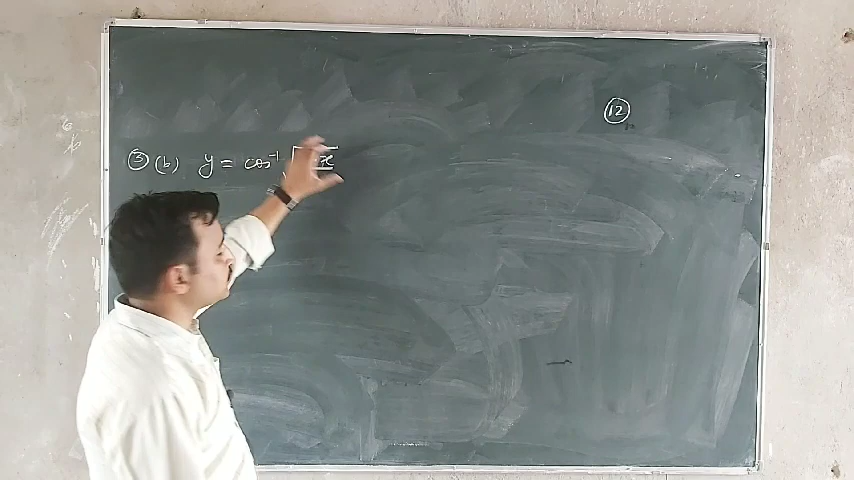 ⑫
③ (b) y = cos⁻¹ √x